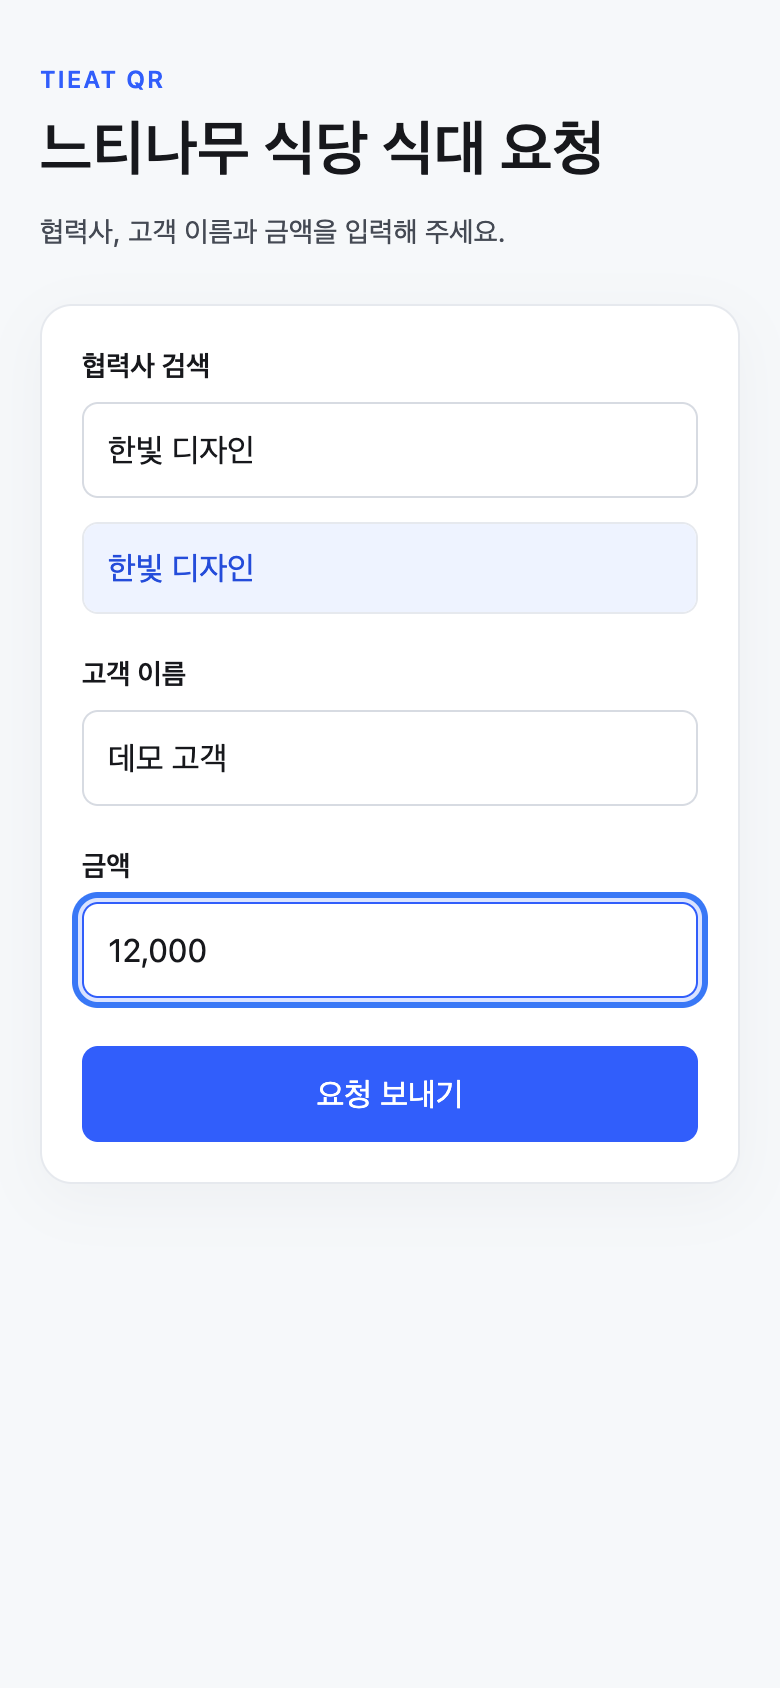 TIEAT QR
느티나무 식당 식대 요청
협력사, 고객 이름과 금액을 입력해 주세요.
협력사 검색
한빛 디자인
한빛 디자인
고객 이름
데모 고객
금액
12,000
요청 보내기